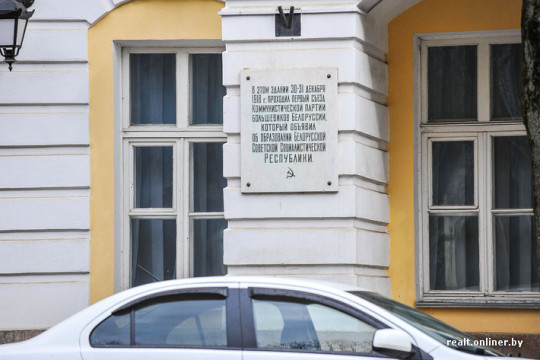 В ЭТОМ ЗДАНИИ 30-31 ДЕКАБРЯ
1918 г. ПРОХОДИЛ ПЕРВЫЙ СЪЕЗД
КОММУНИСТИЧЕСКОЙ ПАРТИИ
БОЛЬШЕВИКОВ БЕЛОРУССИИ,
КОТОРЫЙ ОБЪЯВИЛ
ОБ ОБРАЗОВАНИИ БЕЛОРУССКОЙ
СОВЕТСКОЙ СОЦИАЛИСТИЧЕСКОЙ
РЕСПУБЛИКИ.
realt.onliner.by